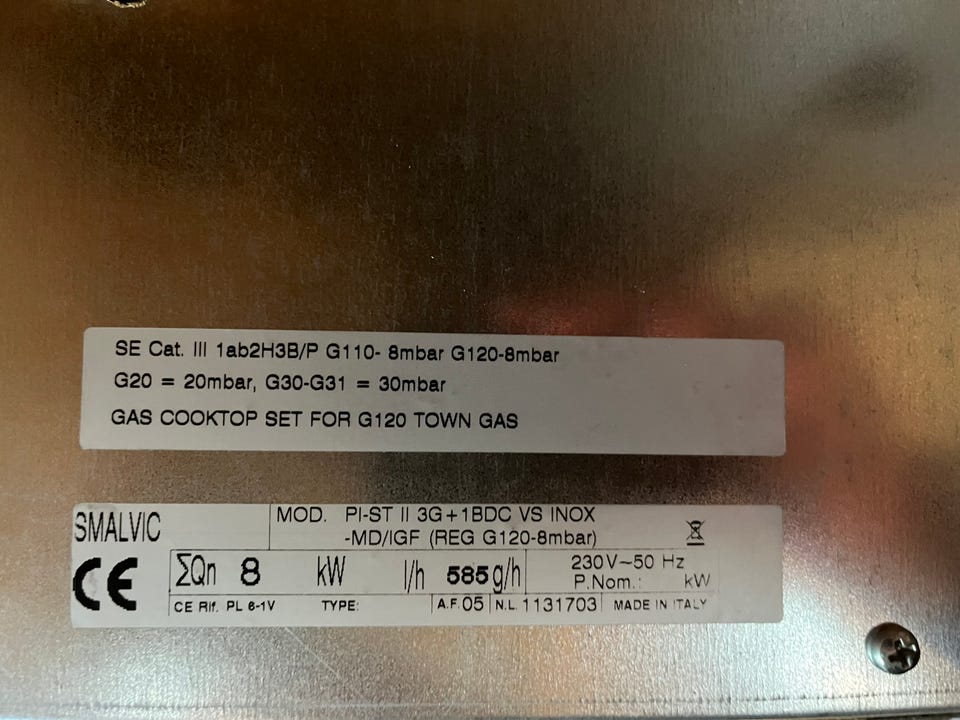 SE Cat. III 1ab2H3B/P G110- 8mbar G120-8mbar
G20 = 20mbar, G30-G31 = 30mbar
GAS COOKTOP SET FOR G120 TOWN GAS
SMALVIC
MOD. PI-ST II 3G+1BDC VS INOX
-MD/IGF (REG G120-8mbar)
CE
ΣQn 8 kW l/h 585 g/h
230V~50 Hz
P.Nom.: kW
CE Rif. PL 6-1V TYPE: A.F. 05 N.L. 1131703 MADE IN ITALY